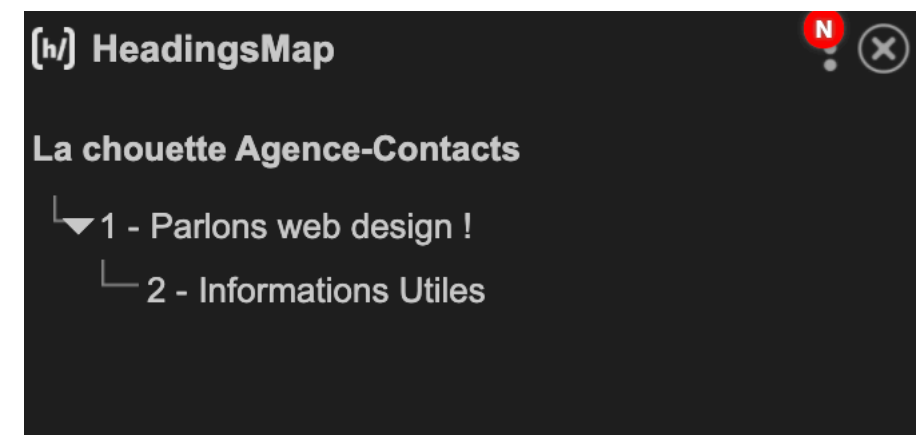 [h/] HeadingsMap
N
La chouette Agence-Contacts
1 - Parlons web design !
2 - Informations Utiles